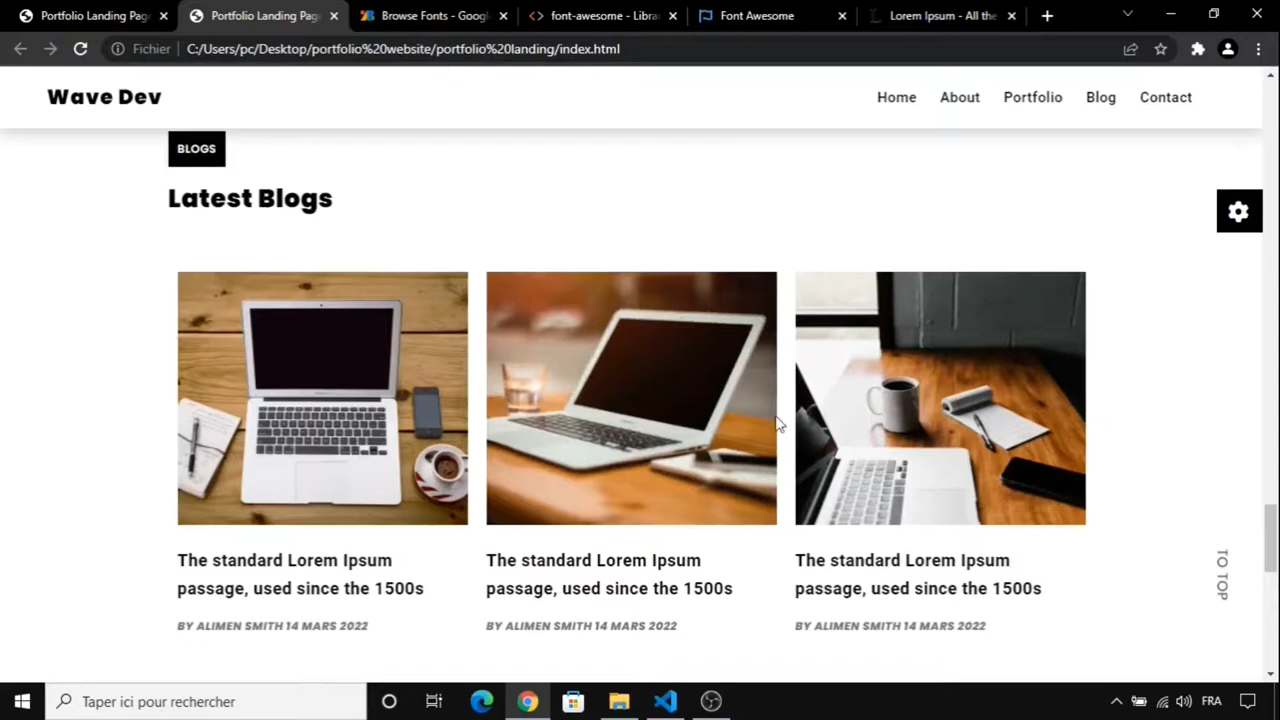 Portfolio Landing Pag
Portfolio Landing Pag
Browse Fonts - Googl
font-awesome - Librar
Font Awesome
Lorem Ipsum - All the
Fichier
C:/Users/pc/Desktop/portfolio%20website/portfolio%20landing/index.html
Wave Dev
Home
About
Portfolio
Blog
Contact
BLOGS
Latest Blogs
The standard Lorem Ipsum
passage, used since the 1500s
BY ALIMEN SMITH 14 MARS 2022
The standard Lorem Ipsum
passage, used since the 1500s
BY ALIMEN SMITH 14 MARS 2022
The standard Lorem Ipsum
passage, used since the 1500s
BY ALIMEN SMITH 14 MARS 2022
TO TOP
Taper ici pour rechercher
FRA